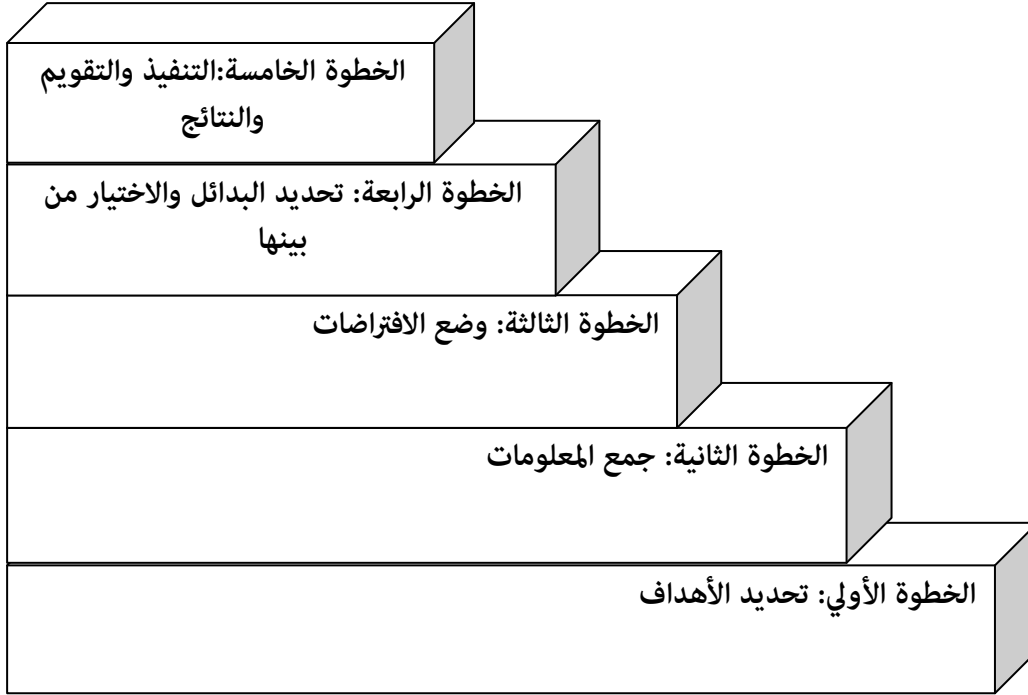 الخطوة الخامسة:التنفيذ والتقويم
والنتائج
الخطوة الرابعة: تحديد البدائل والاختيار من
بينها
الخطوة الثالثة: وضع الافتراضات
الخطوة الثانية: جمع المعلومات
الخطوة الأولي: تحديد الأهداف